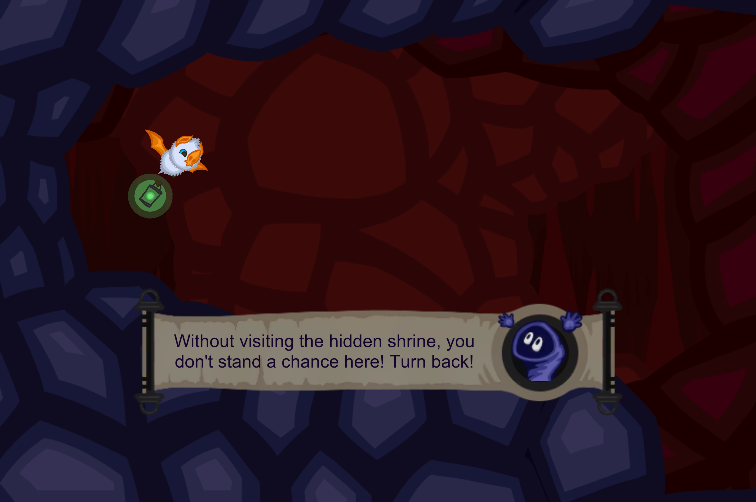 Without visiting the hidden shrine, you
don't stand a chance here! Turn back!